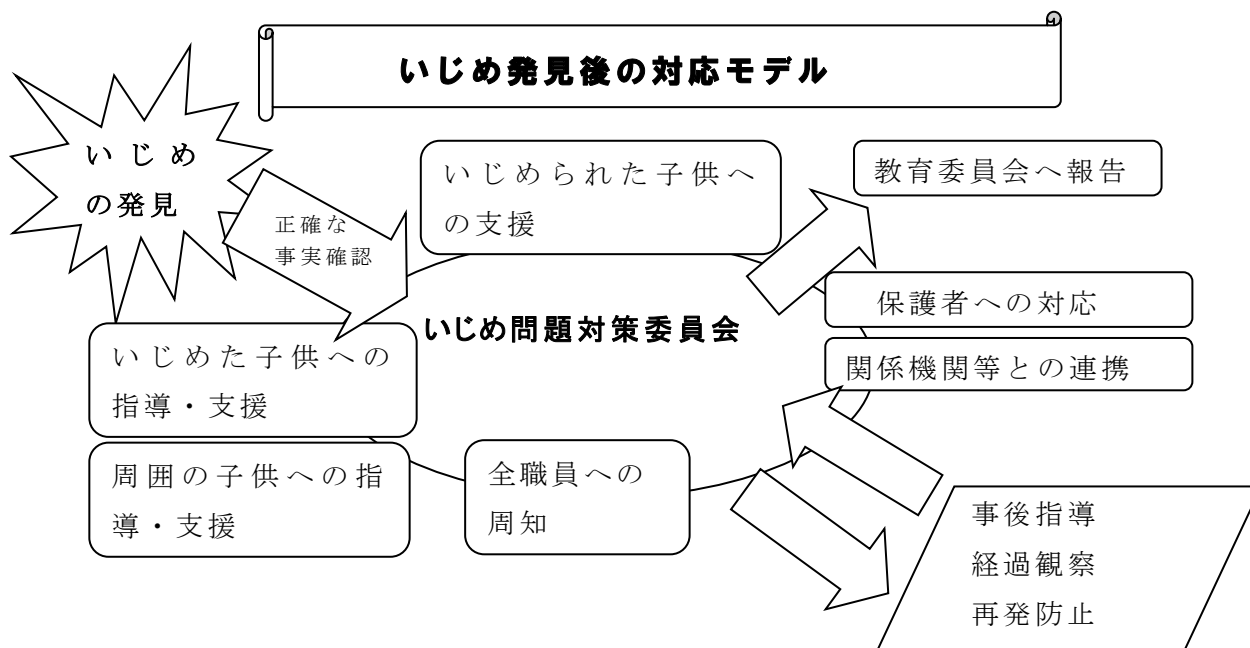 いじめ発見後の対応モデル
いじめ
の発見
正確な
事実確認
いじめられた子供へ
の支援
教育委員会へ報告
いじめ問題対策委員会
保護者への対応
関係機関等との連携
いじめた子供への
指導・支援
周囲の子供への指
導・支援
全職員への
周知
事後指導
経過観察
再発防止